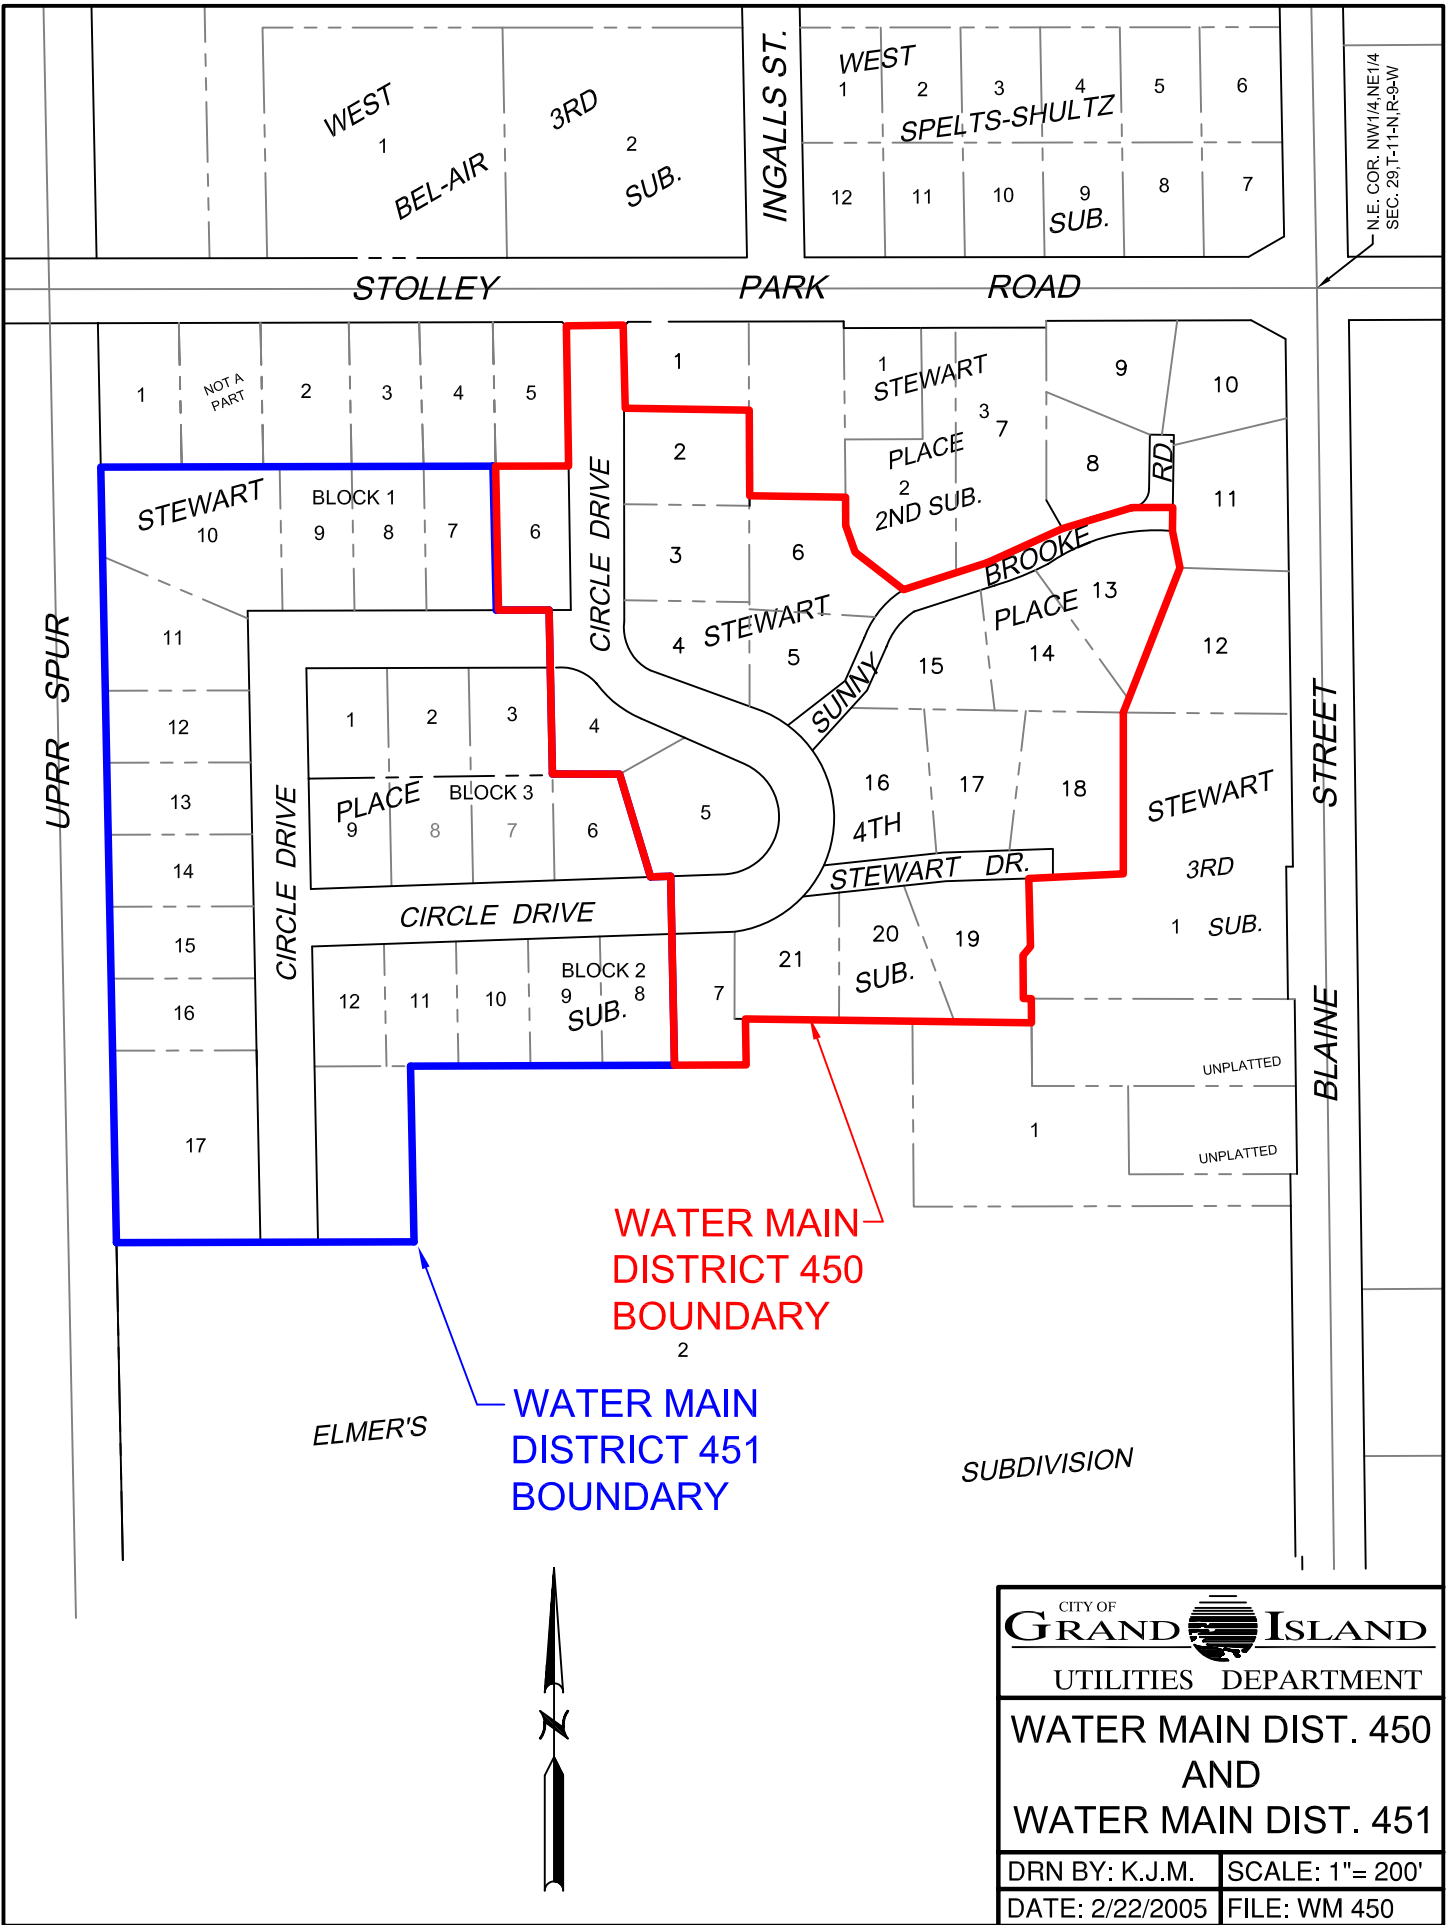 WEST
1
BEL-AIR
3RD
2
SUB.
INGALLS ST.
WEST
1
2
3
4
5
6
SPELTS-SHULTZ
12
11
10
9
8
7
SUB.
N.E. COR. NW1/4,NE1/4
SEC. 29,T-11-N,R-9-W
STOLLEY PARK ROAD
1
NOT A
PART
2
3
4
5
1
1
STEWART
3
7
PLACE
2
2ND SUB.
9
10
8
RD.
11
STEWART
10
BLOCK 1
9
8
7
6
CIRCLE DRIVE
2
3
6
4
STEWART
5
BROOKE
SUNNY
PLACE
13
14
15
12
UPRR SPUR
11
12
13
14
15
16
17
1
2
3
4
PLACE
BLOCK 3
9
8
7
6
5
CIRCLE DRIVE
CIRCLE DRIVE
16
17
18
4TH
STEWART DR.
STEWART
3RD
1
SUB.
BLAINE STREET
12
11
10
BLOCK 2
9
8
SUB.
7
21
20
19
SUB.
UNPLATTED
1
UNPLATTED
WATER MAIN
DISTRICT 450
BOUNDARY
2
WATER MAIN
DISTRICT 451
BOUNDARY
ELMER'S
SUBDIVISION
N
CITY OF
GRAND ISLAND
UTILITIES DEPARTMENT
WATER MAIN DIST. 450
AND
WATER MAIN DIST. 451
DRN BY: K.J.M.
SCALE: 1"= 200'
DATE: 2/22/2005
FILE: WM 450